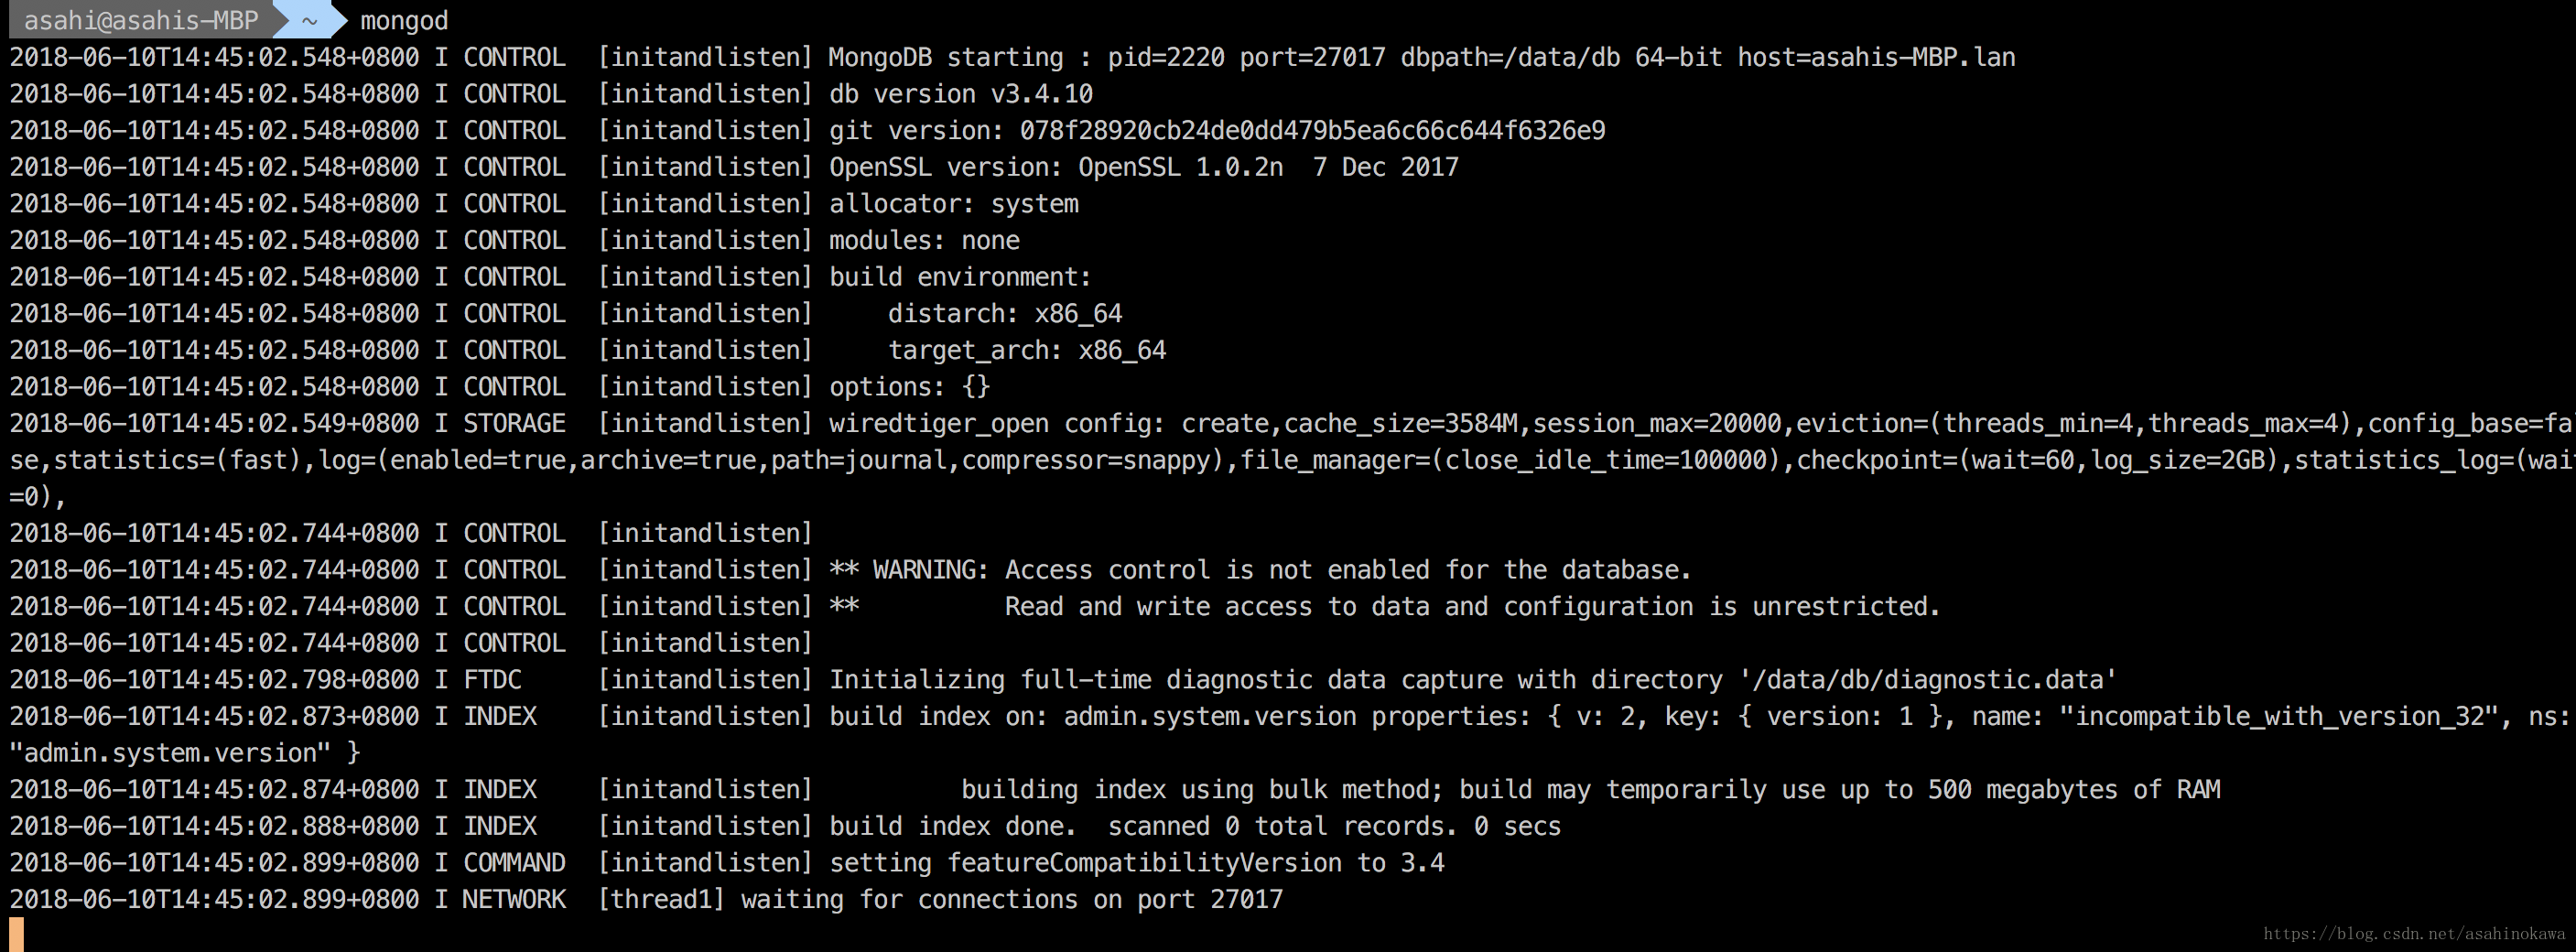 asahi@asahis-MBP ~ mongod
2018-06-10T14:45:02.548+0800 I CONTROL  [initandlisten] MongoDB starting : pid=2220 port=27017 dbpath=/data/db 64-bit host=asahis-MBP.lan
2018-06-10T14:45:02.548+0800 I CONTROL  [initandlisten] db version v3.4.10
2018-06-10T14:45:02.548+0800 I CONTROL  [initandlisten] git version: 078f28920cb24de0dd479b5ea6c66c644f6326e9
2018-06-10T14:45:02.548+0800 I CONTROL  [initandlisten] OpenSSL version: OpenSSL 1.0.2n  7 Dec 2017
2018-06-10T14:45:02.548+0800 I CONTROL  [initandlisten] allocator: system
2018-06-10T14:45:02.548+0800 I CONTROL  [initandlisten] modules: none
2018-06-10T14:45:02.548+0800 I CONTROL  [initandlisten] build environment:
2018-06-10T14:45:02.548+0800 I CONTROL  [initandlisten]     distarch: x86_64
2018-06-10T14:45:02.548+0800 I CONTROL  [initandlisten]     target_arch: x86_64
2018-06-10T14:45:02.548+0800 I CONTROL  [initandlisten] options: {}
2018-06-10T14:45:02.549+0800 I STORAGE  [initandlisten] wiredtiger_open config: create,cache_size=3584M,session_max=20000,eviction=(threads_min=4,threads_max=4),config_base=fal
se,statistics=(fast),log=(enabled=true,archive=true,path=journal,compressor=snappy),file_manager=(close_idle_time=100000),checkpoint=(wait=60,log_size=2GB),statistics_log=(wait
=0),
2018-06-10T14:45:02.744+0800 I CONTROL  [initandlisten]
2018-06-10T14:45:02.744+0800 I CONTROL  [initandlisten] ** WARNING: Access control is not enabled for the database.
2018-06-10T14:45:02.744+0800 I CONTROL  [initandlisten] **          Read and write access to data and configuration is unrestricted.
2018-06-10T14:45:02.744+0800 I CONTROL  [initandlisten]
2018-06-10T14:45:02.798+0800 I FTDC     [initandlisten] Initializing full-time diagnostic data capture with directory '/data/db/diagnostic.data'
2018-06-10T14:45:02.873+0800 I INDEX    [initandlisten] build index on: admin.system.version properties: { v: 2, key: { version: 1 }, name: "incompatible_with_version_32", ns:
"admin.system.version" }
2018-06-10T14:45:02.874+0800 I INDEX    [initandlisten]          building index using bulk method; build may temporarily use up to 500 megabytes of RAM
2018-06-10T14:45:02.888+0800 I INDEX    [initandlisten] build index done.  scanned 0 total records. 0 secs
2018-06-10T14:45:02.899+0800 I COMMAND  [initandlisten] setting featureCompatibilityVersion to 3.4
2018-06-10T14:45:02.899+0800 I NETWORK  [thread1] waiting for connections on port 27017
https://blog.csdn.net/asahinokawa